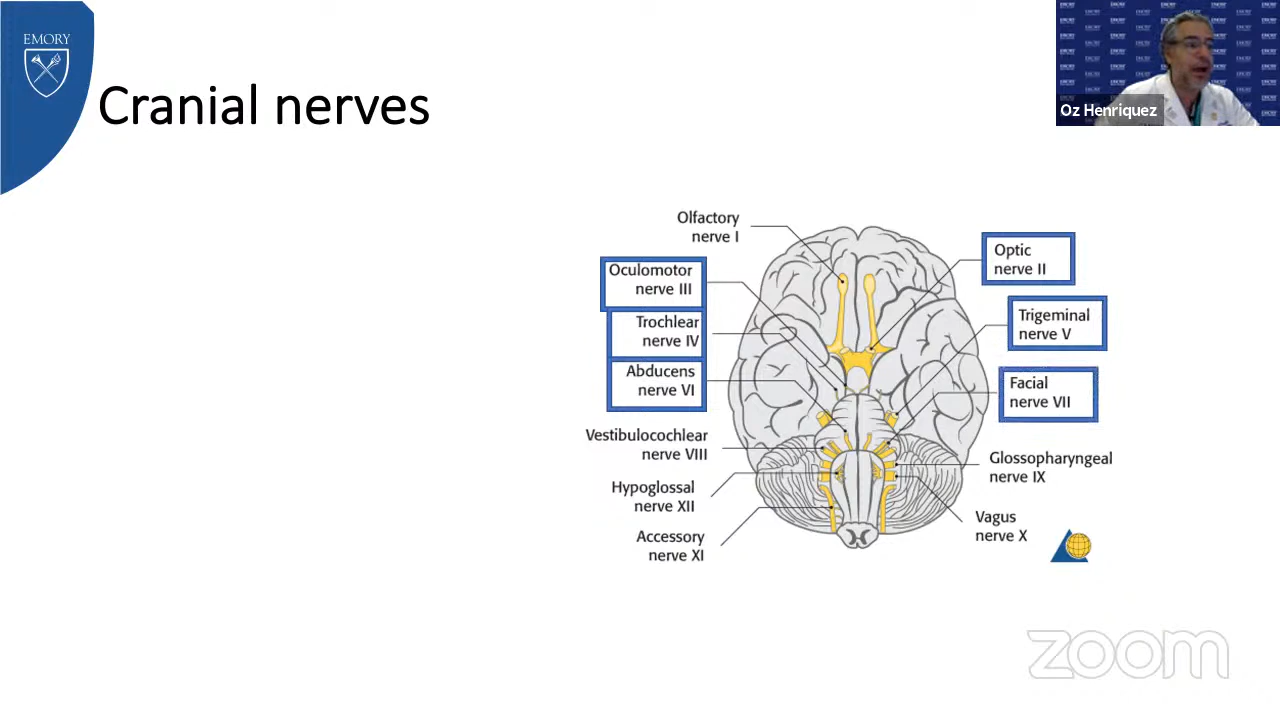 EMORY
Cranial nerves
Oz Henriquez
Olfactory
nerve I
Oculomotor
nerve III
Trochlear
nerve IV
Abducens
nerve VI
Vestibulocochlear
nerve VIII
Hypoglossal
nerve XII
Accessory
nerve XI
Optic
nerve II
Trigeminal
nerve V
Facial
nerve VII
Glossopharyngeal
nerve IX
Vagus
nerve X
zoom